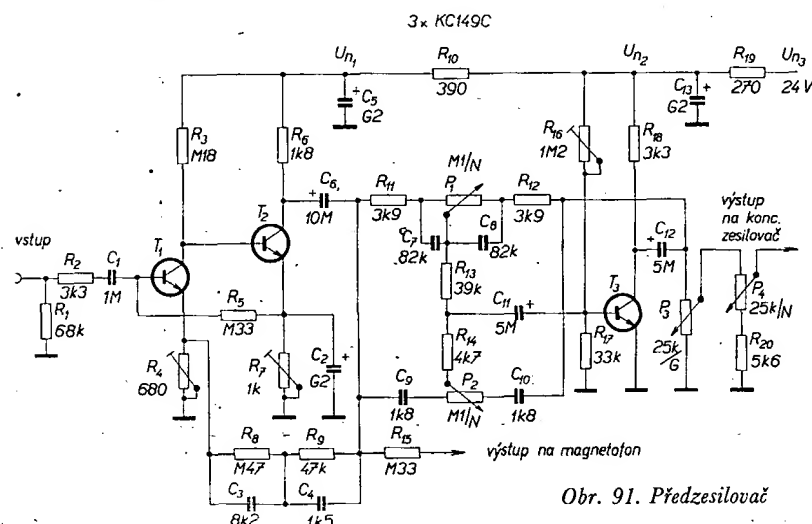 3x KC149C
Un1
R10
390
Un2
R19
270
Un3
24V
+ C5
G2
C13 +
G2
R3
M18
R6
1k8
R16
1M2
R18
3k3
+ C6
10M
R11
3k9
M1/N
P1
R12
3k9
C7
82k
C8
82k
výstup
na konc.
zesilovač
vstup
R2
3k3
C1
1M
T1
T2
R1
68k
R5
M33
R13
39k
C11 +
5M
T3
+ C12
5M
P3
25k
/G
P4
25k/N
R4
680
R7
1k
C2 +
G2
R14
4k7
R17
33k
R20
5k6
C9
1k8
P2
M1/N
C10
1k8
R8
M47
R9
47k
R15
M33
výstup na magnetofon
C3
8k2
C4
1k5
Obr. 91. Předzesilovač